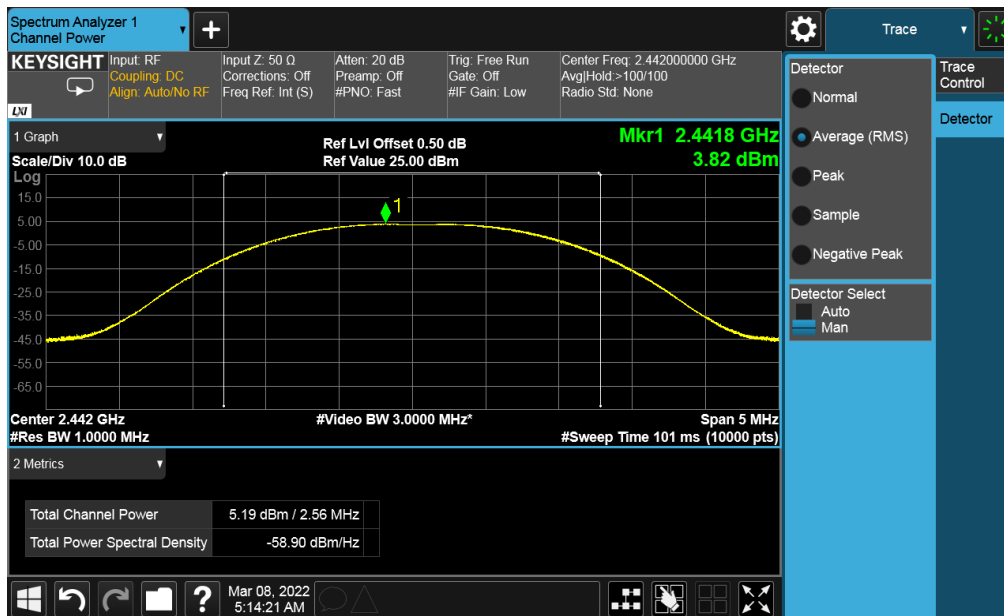 Spectrum Analyzer 1
Channel Power
+
Trace
KEYSIGHT
LXI
Input: RF
Coupling: DC
Align: Auto/No RF
Input Z: 50 Ω
Corrections: Off
Freq Ref: Int (S)
Atten: 20 dB
Preamp: Off
#PNO: Fast
Trig: Free Run
Gate: Off
#IF Gain: Low
Center Freq: 2.442000000 GHz
Avg|Hold:>100/100
Radio Std: None
1 Graph
Scale/Div 10.0 dB
Ref Lvl Offset 0.50 dB
Ref Value 25.00 dBm
Mkr1 2.4418 GHz
3.82 dBm
Log
15.0
5.00
-5.00
-15.0
-25.0
-35.0
-45.0
-55.0
-65.0
1
Center 2.442 GHz
#Res BW 1.0000 MHz
#Video BW 3.0000 MHz*
Span 5 MHz
#Sweep Time 101 ms (10000 pts)
2 Metrics
Total Channel Power 5.19 dBm / 2.56 MHz
Total Power Spectral Density -58.90 dBm/Hz
?
Mar 08, 2022
5:14:21 AM
Detector
Normal
Average (RMS)
Peak
Sample
Negative Peak
Detector Select
Auto
Man
Trace
Control
Detector